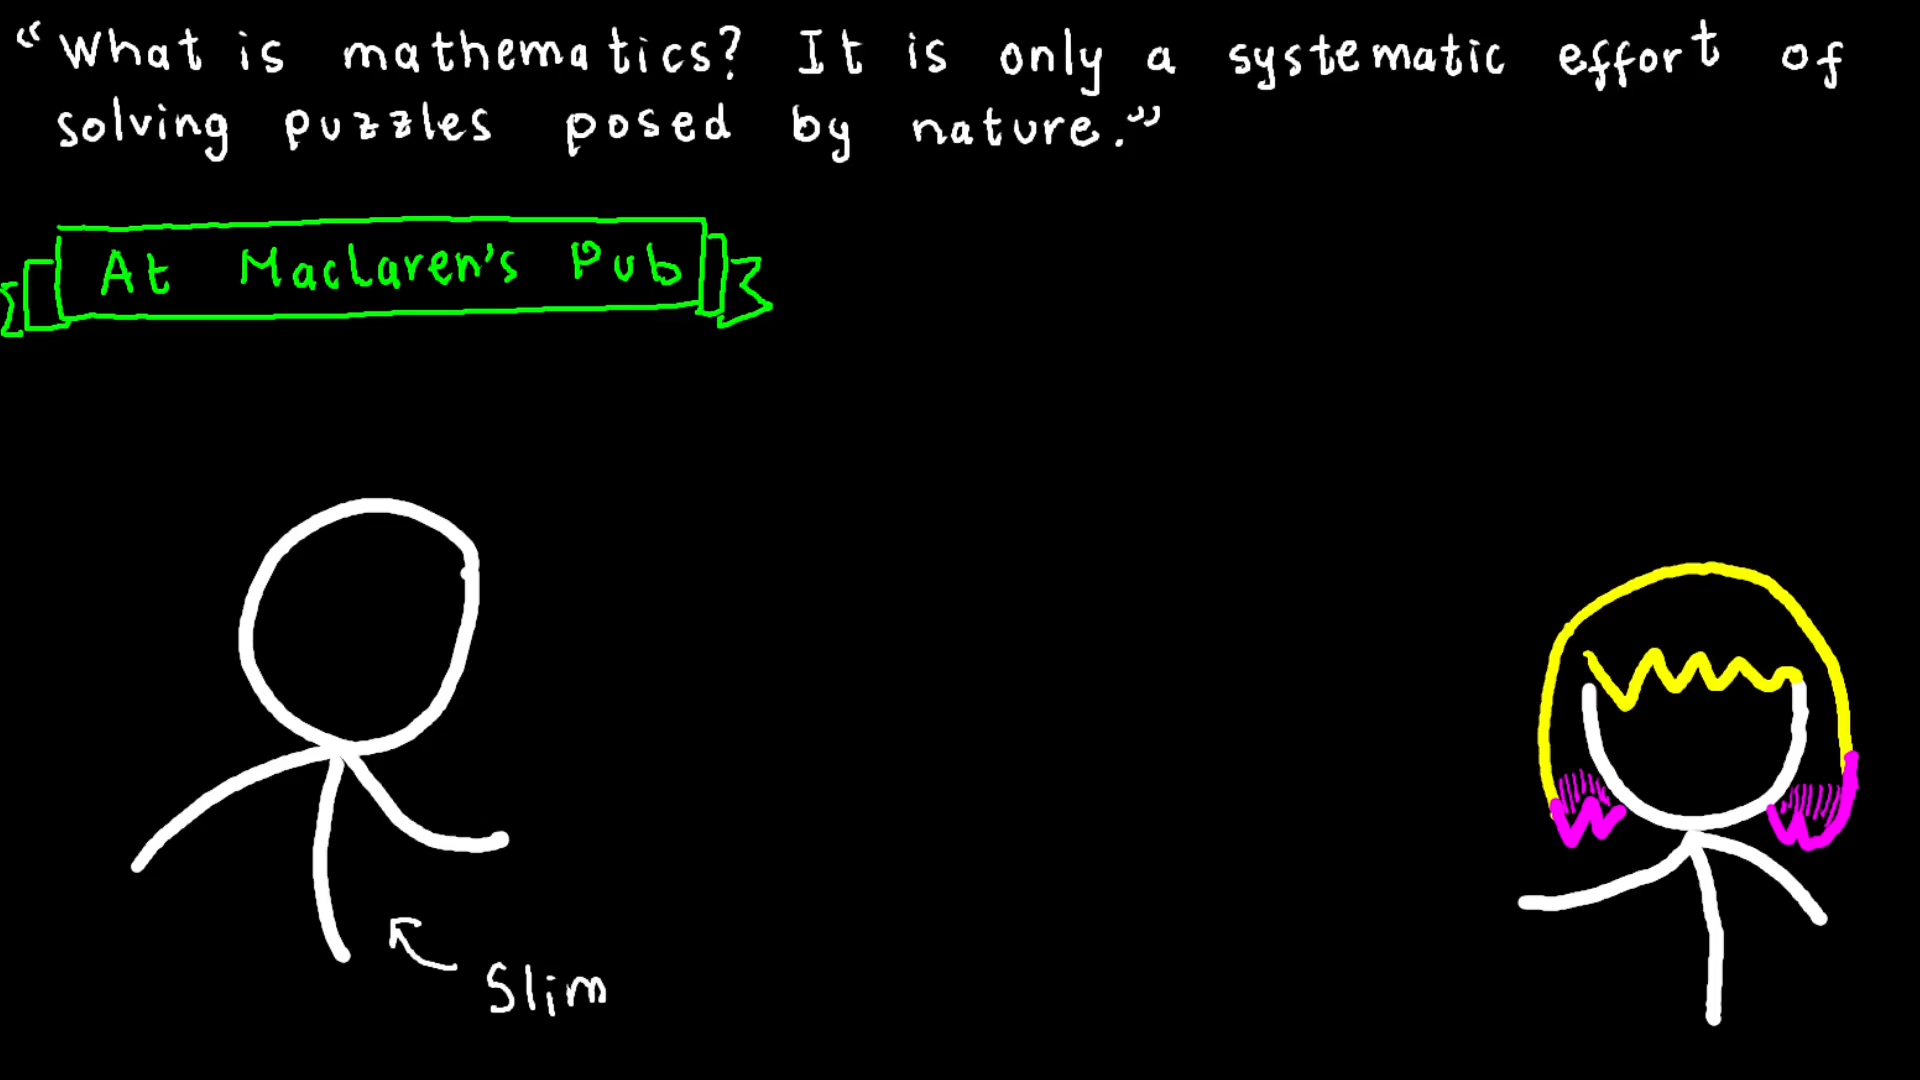 “What is mathematics? It is only a systematic effort of
solving puzzles posed by nature.”
At Maclaren's Pub
Slim